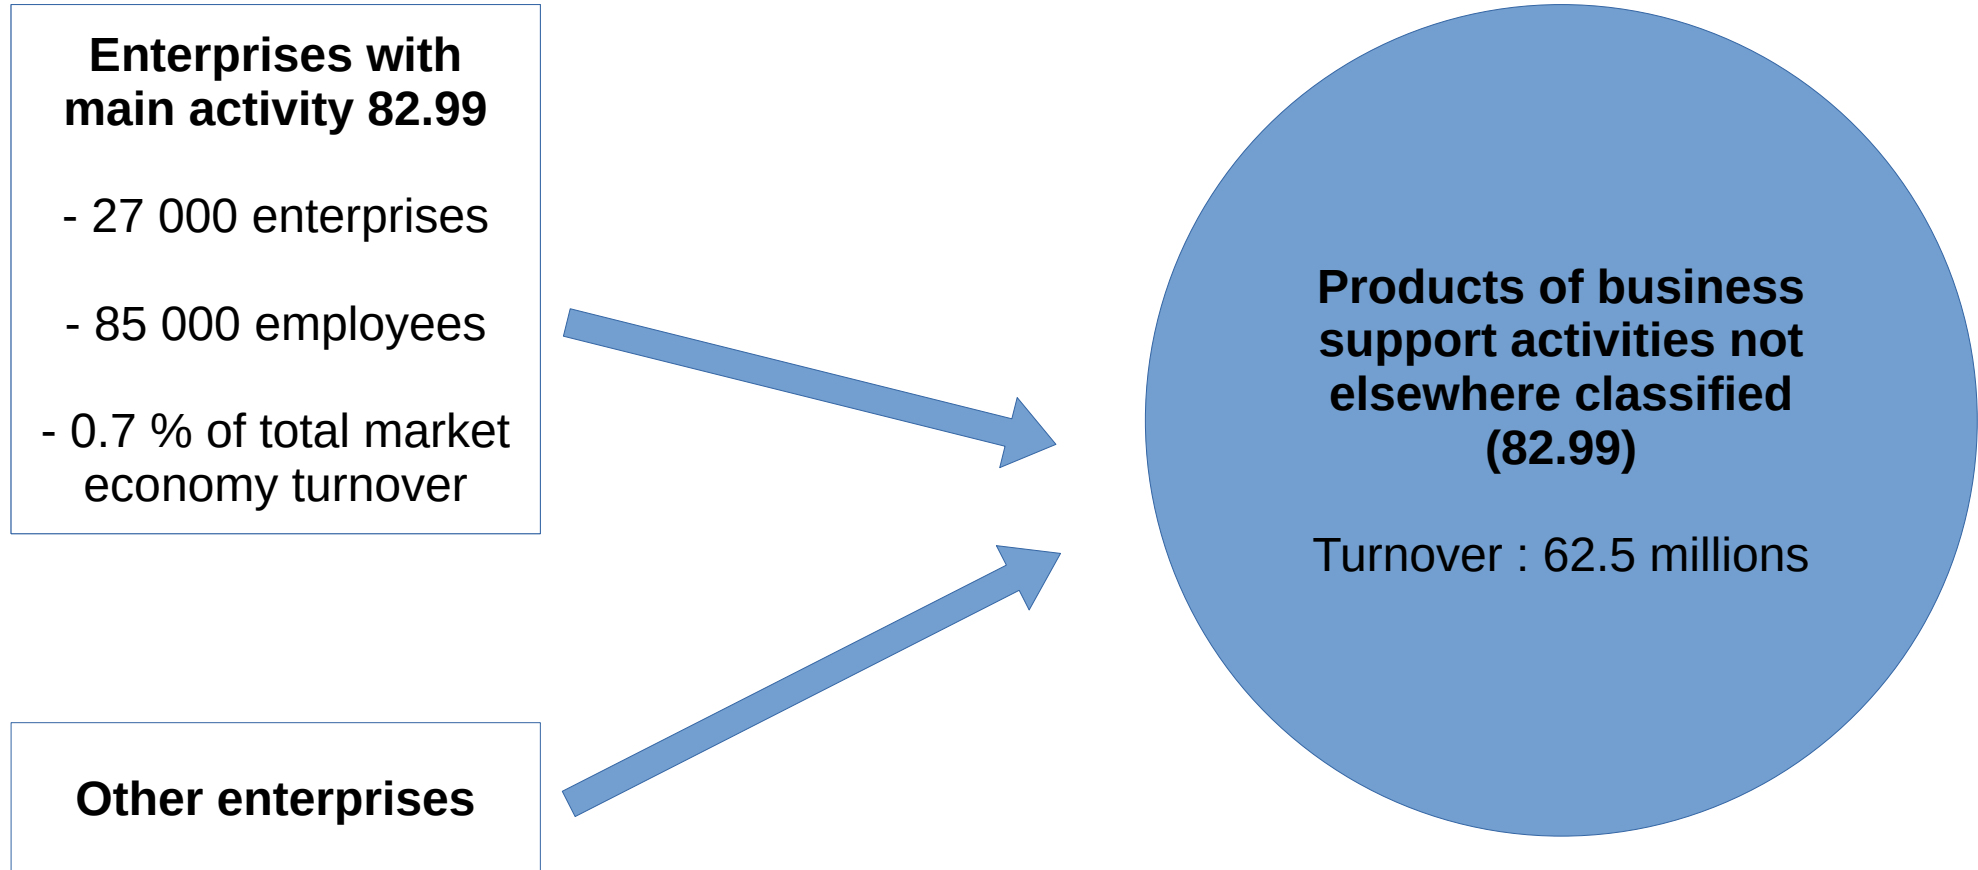 Enterprises with
main activity 82.99
- 27 000 enterprises
- 85 000 employees
- 0.7 % of total market
economy turnover
Other enterprises
Products of business
support activities not
elsewhere classified
(82.99)
Turnover : 62.5 millions